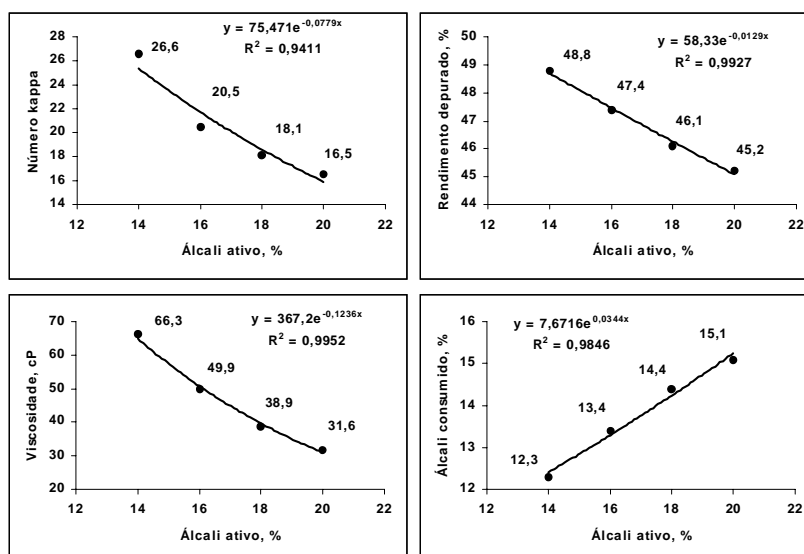 y = 75,471e^-0,0779x
R² = 0,9411
28
26
24
22
20
18
16
14
26,6
20,5
18,1
16,5
Número kappa
12 14 16 18 20 22
Álcali ativo, %
y = 58,33e^-0,0129x
R² = 0,9927
50
49
48
47
46
45
44
48,8
47,4
46,1
45,2
Rendimento depurado, %
12 14 16 18 20 22
Álcali ativo, %
y = 367,2e^-0,1236x
R² = 0,9952
70
60
50
40
30
20
66,3
49,9
38,9
31,6
Viscosidade, cP
12 14 16 18 20 22
Álcali ativo, %
y = 7,6716e^0,0344x
R² = 0,9846
16
15
14
13
12
15,1
14,4
13,4
12,3
Álcali consumido, %
12 14 16 18 20 22
Álcali ativo, %